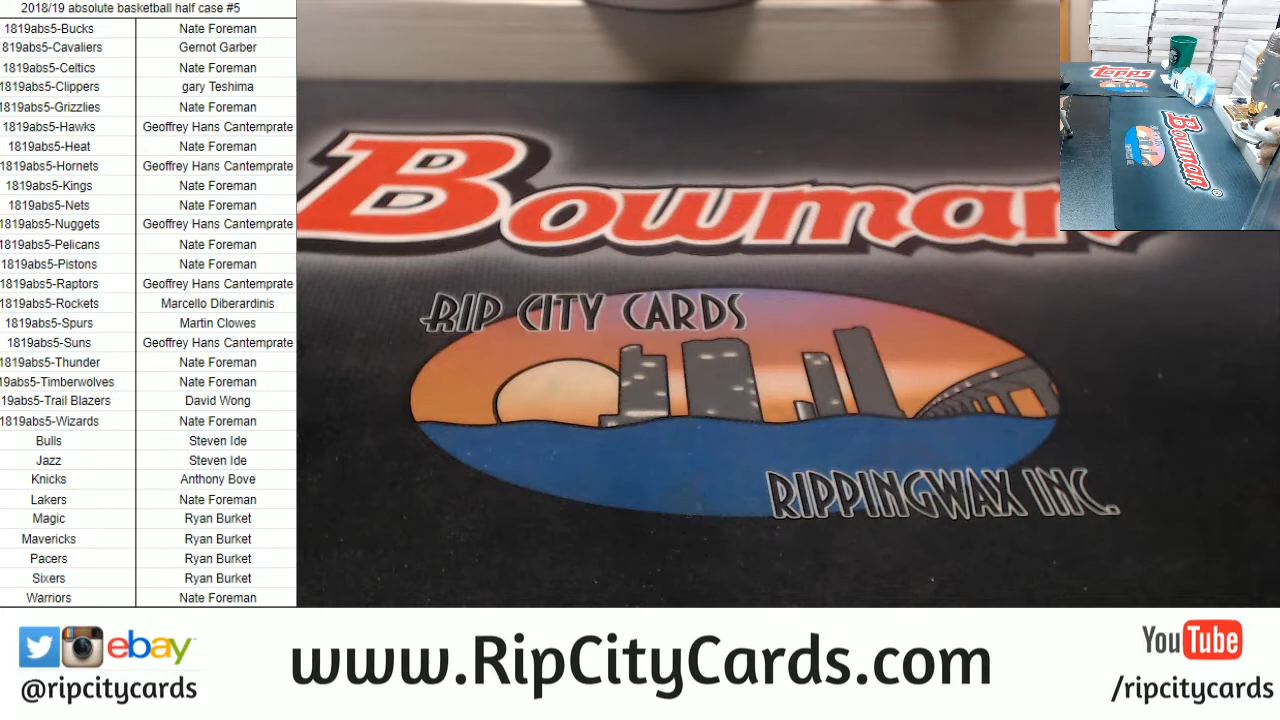 2018/19 absolute basketball half case #5
1819abs5-Bucks Nate Foreman
819abs5-Cavaliers Gernot Garber
1819abs5-Celtics Nate Foreman
1819abs5-Clippers gary Teshima
1819abs5-Grizzlies Nate Foreman
1819abs5-Hawks Geoffrey Hans Cantemprate
1819abs5-Heat Nate Foreman
1819abs5-Hornets Geoffrey Hans Cantemprate
1819abs5-Kings Nate Foreman
1819abs5-Nets Nate Foreman
1819abs5-Nuggets Geoffrey Hans Cantemprate
1819abs5-Pelicans Nate Foreman
1819abs5-Pistons Nate Foreman
1819abs5-Raptors Geoffrey Hans Cantemprate
1819abs5-Rockets Marcello Diberardinis
1819abs5-Spurs Martin Clowes
1819abs5-Suns Geoffrey Hans Cantemprate
1819abs5-Thunder Nate Foreman
19abs5-Timberwolves Nate Foreman
19abs5-Trail Blazers David Wong
1819abs5-Wizards Nate Foreman
Bulls Steven Ide
Jazz Steven Ide
Knicks Anthony Bove
Lakers Nate Foreman
Magic Ryan Burket
Mavericks Ryan Burket
Pacers Ryan Burket
Sixers Ryan Burket
Warriors Nate Foreman
Bowman
RIP CITY CARDS
RIPPINGWAX INC.
Topps
Bowman
ebay
@ripcitycards
www.RipCityCards.com
YouTube
/ripcitycards